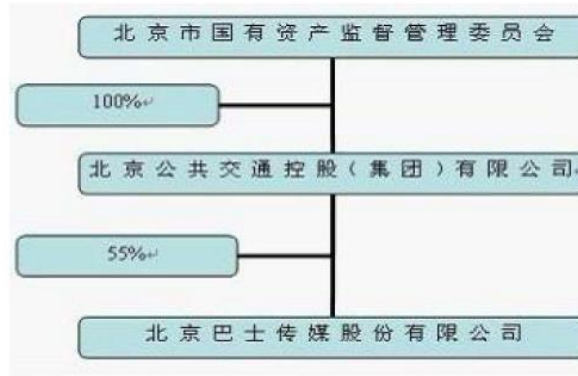 北京市国有资产监督管理委员会
100%↵
北京公共交通控股（集团）有限公司
55%↵
北京巴士传媒股份有限公司